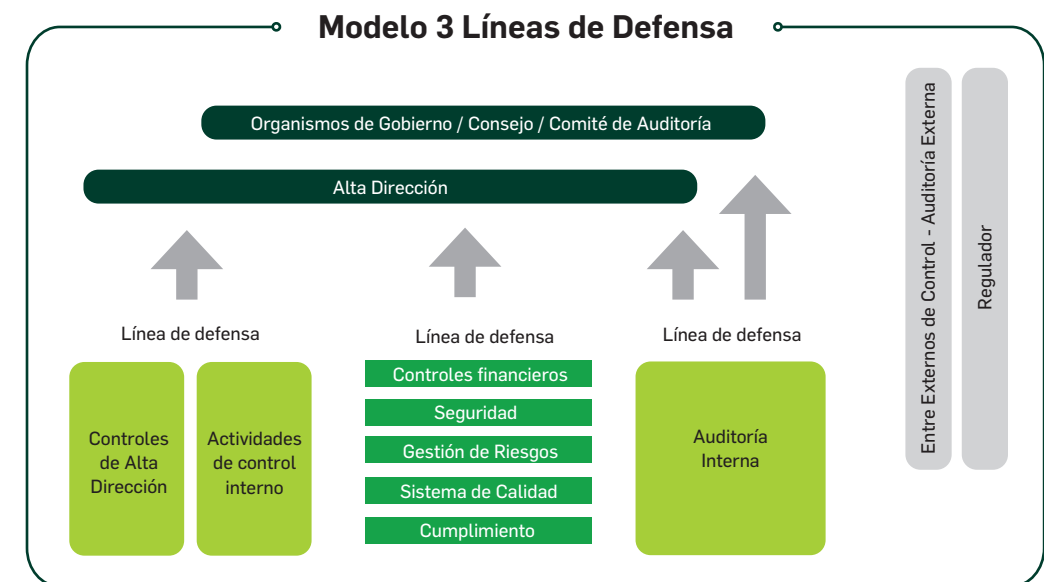 Modelo 3 Líneas de Defensa
Organismos de Gobierno / Consejo / Comité de Auditoría
Alta Dirección
Línea de defensa
Controles
de Alta
Dirección
Actividades
de control
interno
Línea de defensa
Controles financieros
Seguridad
Gestión de Riesgos
Sistema de Calidad
Cumplimiento
Línea de defensa
Auditoría
Interna
Entre Externos de Control - Auditoría Externa
Regulador